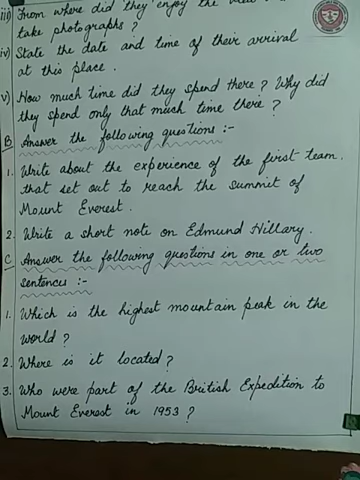 iii) From where did they enjoy the view
take photographs?
iv) State the date and time of their arrival
at this place.
v) How much time did they spend there? Why did
they spend only that much time there?
B Answer the following questions:-
1. Write about the experience of the first team
that set out to reach the summit of
Mount Everest.
2. Write a short note on Edmund Hillary.
C Answer the following questions in one or two
sentences:-
1. Which is the highest mountain peak in the
world?
2. Where is it located?
3. Who were part of the British Expedition to
Mount Everest in 1953?